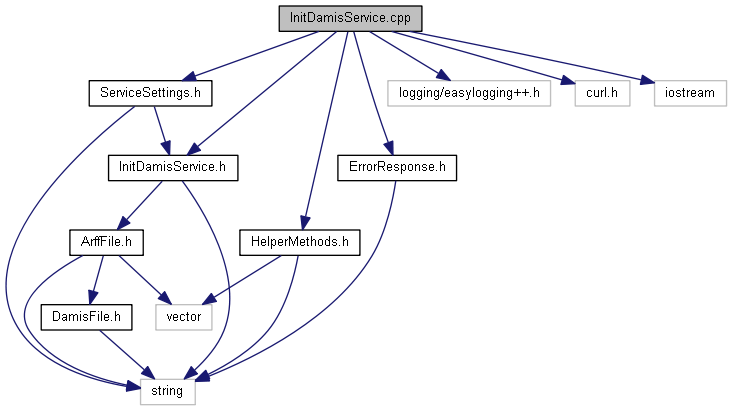 InitDamisService.cpp
ServiceSettings.h
logging/easylogging++.h
curl.h
iostream
InitDamisService.h
ErrorResponse.h
ArffFile.h
HelperMethods.h
DamisFile.h
vector
string